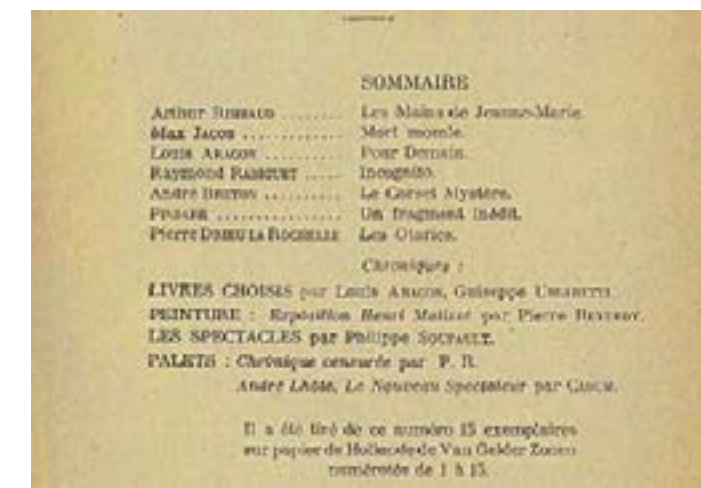 SOMMAIRE
Arthur RIMBAUD ........ Les Mains de Jeanne-Marie.
Max JACOB ............. Mort morale.
Louis ARAGON .......... Pour Demain.
Raymond RADIGUET ..... Incognito.
André BRETON .......... Le Corset Mystère.
PINDARE ................ Un fragment inédit.
Pierre DRIEU LA ROCHELLE Les Otaries.
Chroniques :
LIVRES CHOISIS par Louis ARAGON, Guiseppe UNGARETTI.
PEINTURE : Exposition Henri Matisse par Pierre REVERDY.
LES SPECTACLES par Philippe SOUPAULT.
PALETS : Chronique censurée par P. R.
André Lhôte, Le Nouveau Spectateur par
Il a été tiré de ce numéro 15 exemplaires
sur papier de Hollande de Van Gelder Zonen
numérotés de 1 à 15.